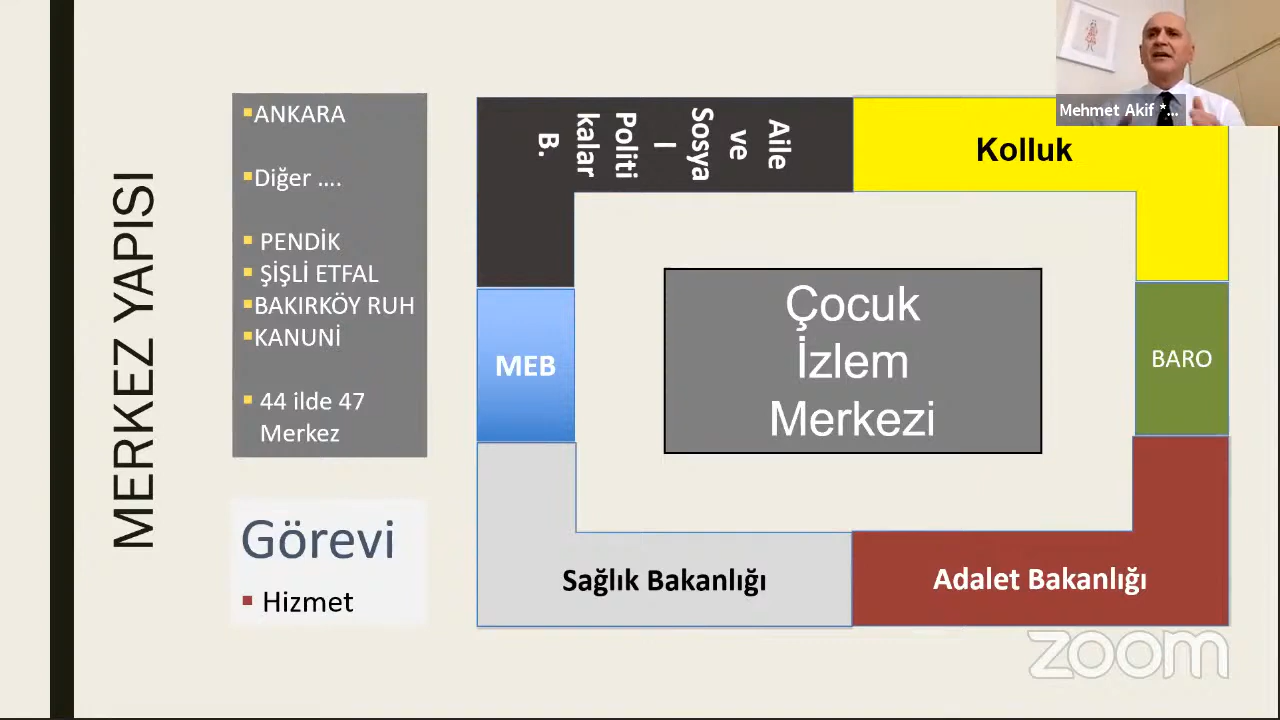 MERKEZ YAPISI
ANKARA
Diğer ....
PENDİK
ŞİŞLİ ETFAL
BAKIRKÖY RUH
KANUNİ
44 ilde 47
Merkez
Görevi
Hizmet
Aile
ve
Sosya
l
Politi
kalar
B.
Kolluk
MEB
Çocuk
İzlem
Merkezi
BARO
Sağlık Bakanlığı
Adalet Bakanlığı
Mehmet Akif *...
zoom